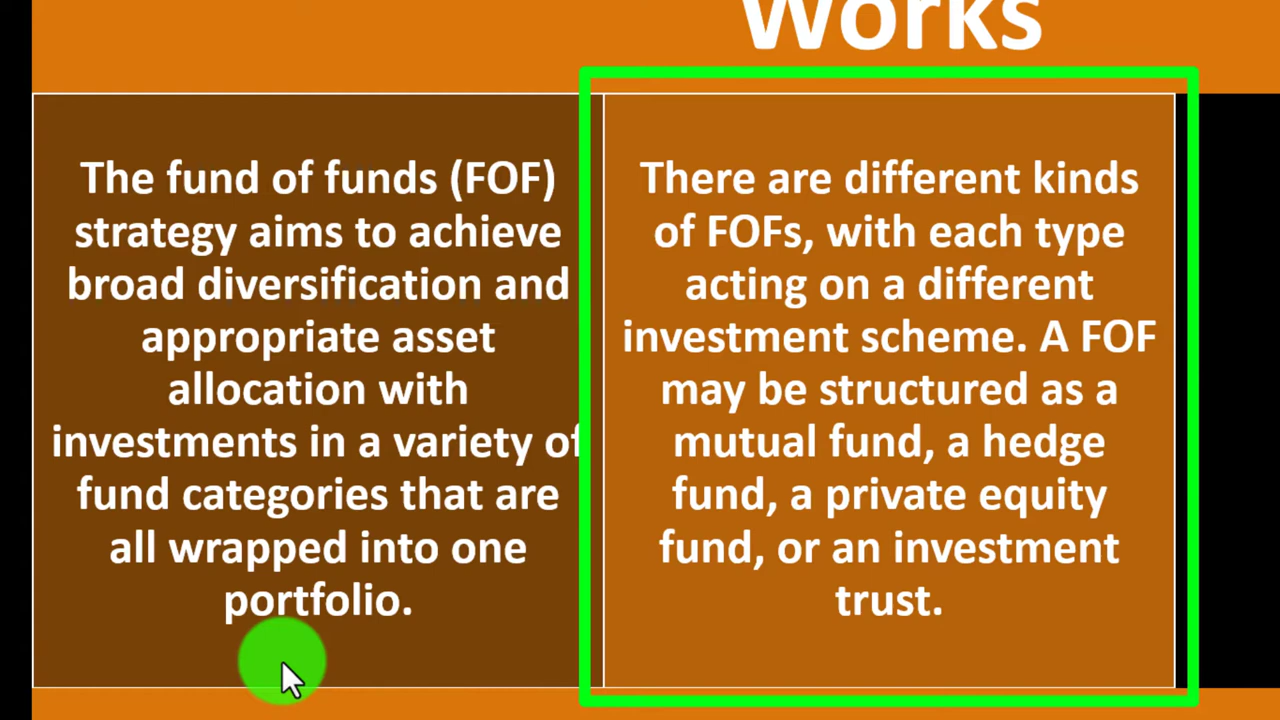 Works
The fund of funds (FOF)
strategy aims to achieve
broad diversification and
appropriate asset
allocation with
investments in a variety of
fund categories that are
all wrapped into one
portfolio.
There are different kinds
of FOFs, with each type
acting on a different
investment scheme. A FOF
may be structured as a
mutual fund, a hedge
fund, a private equity
fund, or an investment
trust.